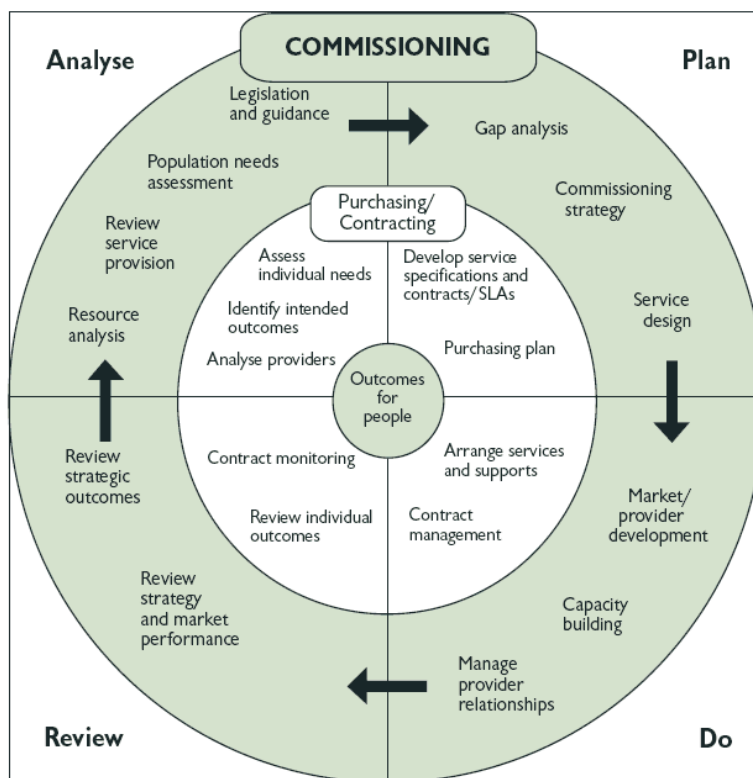 Analyse
COMMISSIONING
Plan
Legislation
and guidance
Gap analysis
Population needs
assessment
Commissioning
strategy
Review
service
provision
Purchasing/
Contracting
Assess
individual needs
Develop service
specifications and
contracts/SLAs
Identify intended
outcomes
Resource
analysis
Service
design
Analyse providers
Purchasing plan
Outcomes
for
people
Review
strategic
outcomes
Contract monitoring
Arrange services
and supports
Review individual
outcomes
Contract
management
Market/
provider
development
Review
strategy
and market
performance
Capacity
building
Manage
provider
relationships
Review
Do